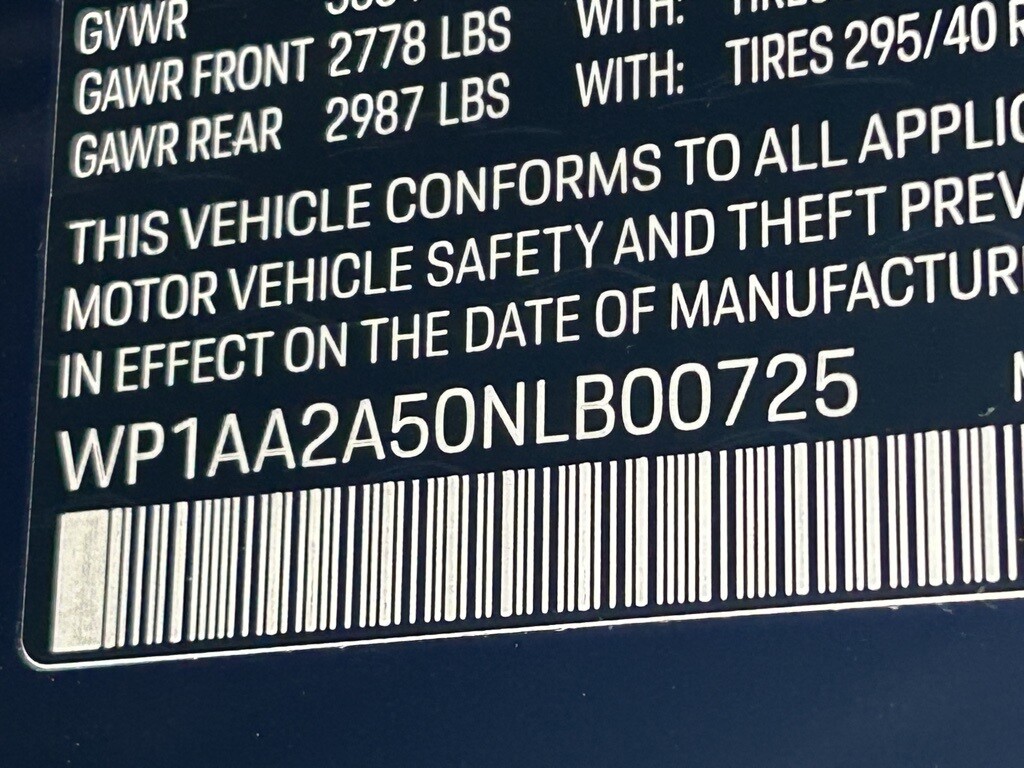 GVWR
GAWR FRONT 2778 LBS WITH:
GAWR REAR 2987 LBS WITH: TIRES 295/40
THIS VEHICLE CONFORMS TO ALL
MOTOR VEHICLE SAFETY AND THEFT
IN EFFECT ON THE DATE OF
WP1AA2A50NLB00725